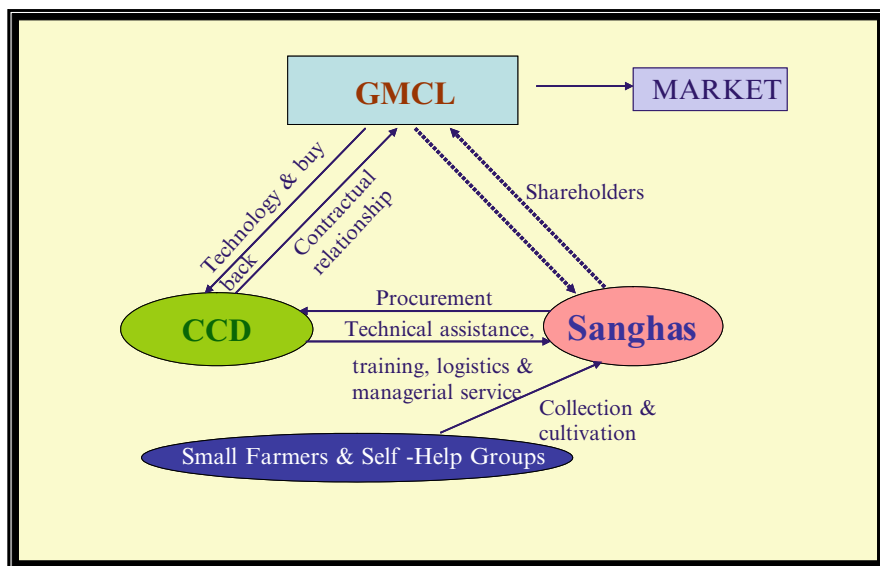 GMCL
MARKET
Technology & buy
back
Contractual
relationship
Shareholders
Procurement
CCD
Technical assistance,
Sanghas
training, logistics &
managerial service
Collection &
cultivation
Small Farmers & Self -Help Groups